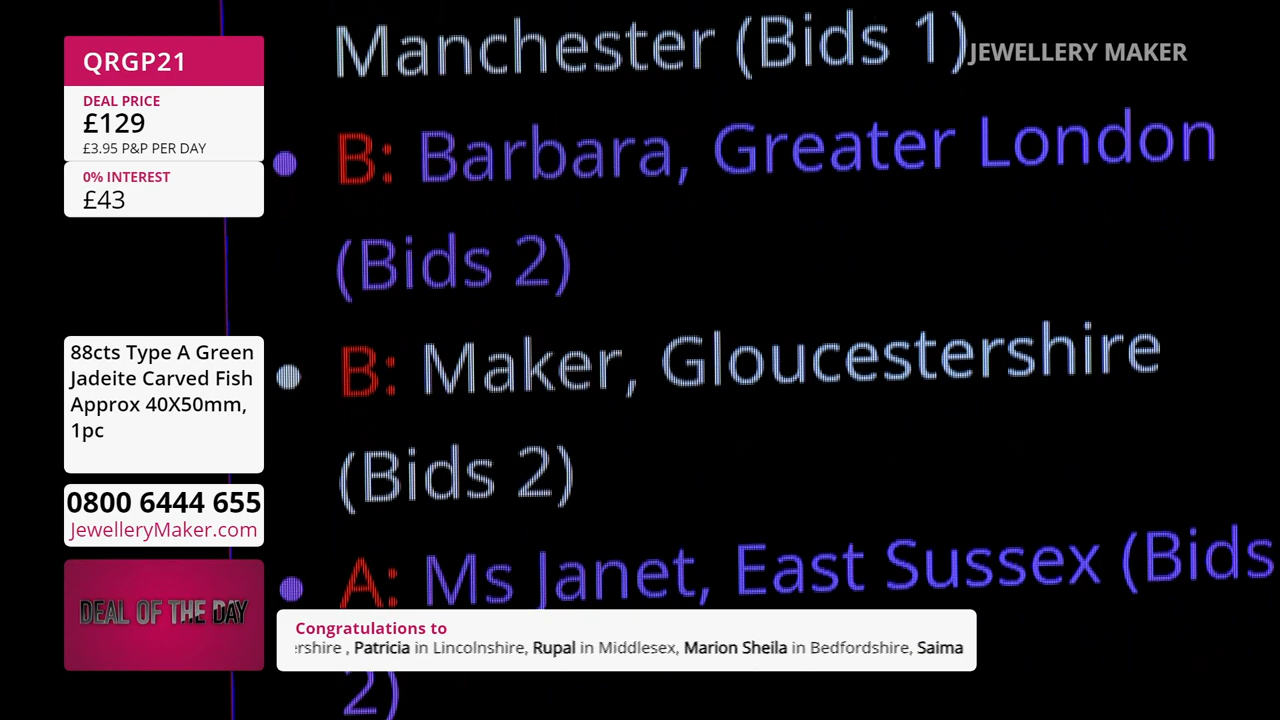 QRGP21
DEAL PRICE
£129
£3.95 P&P PER DAY
0% INTEREST
£43
88cts Type A Green
Jadeite Carved Fish
Approx 40X50mm,
1pc
0800 6444 655
JewelleryMaker.com
DEAL OF THE DAY
JEWELLERY MAKER
Manchester (Bids 1)
• B: Barbara, Greater London
(Bids 2)
• B: Maker, Gloucestershire
(Bids 2)
• A: Ms Janet, East Sussex (Bids
2)
Congratulations to
ershire , Patricia in Lincolnshire, Rupal in Middlesex, Marion Sheila in Bedfordshire, Saima